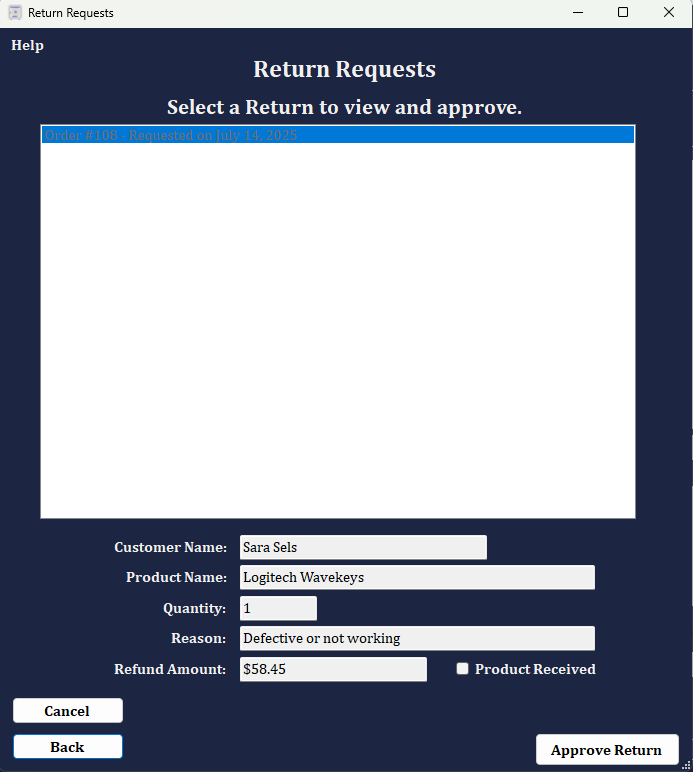 Return Requests
Help
Return Requests
Select a Return to view and approve.
Order #108 - Requested on July 14, 2025
Customer Name: Sara Sels
Product Name: Logitech Wavekeys
Quantity: 1
Reason: Defective or not working
Refund Amount: $58.45 Product Received
Cancel
Back
Approve Return